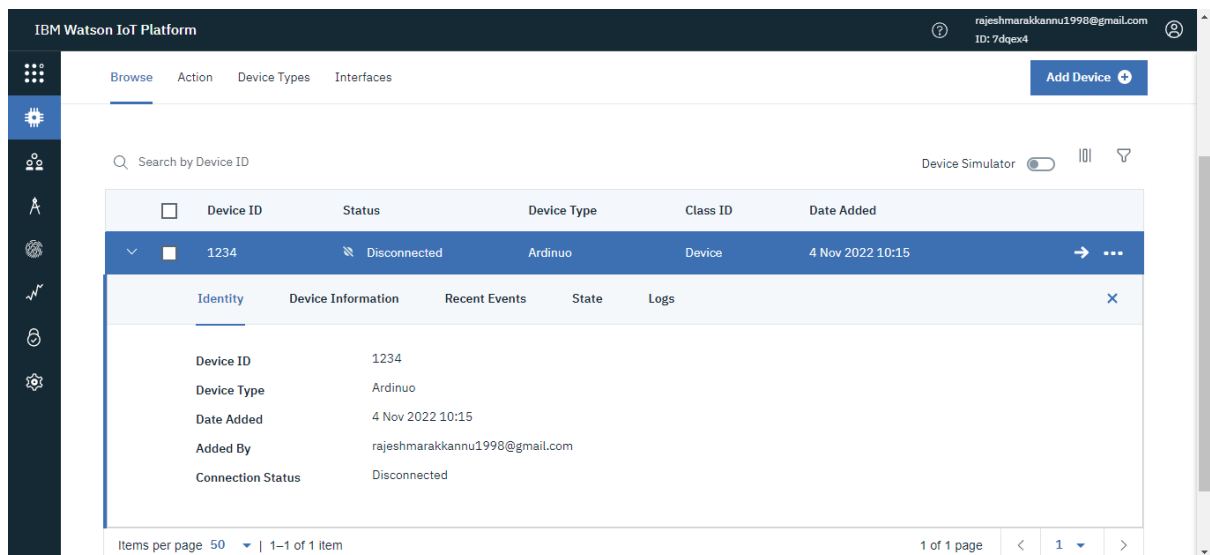 IBM Watson IoT Platform
rajeshmarakkannu1998@gmail.com
ID: 7dqex4
Browse Action Device Types Interfaces Add Device
Search by Device ID Device Simulator
Device ID Status Device Type Class ID Date Added
1234 Disconnected Ardinuo Device 4 Nov 2022 10:15
Identity Device Information Recent Events State Logs
Device ID 1234
Device Type Ardinuo
Date Added 4 Nov 2022 10:15
Added By rajeshmarakkannu1998@gmail.com
Connection Status Disconnected
Items per page 50 | 1–1 of 1 item 1 of 1 page 1